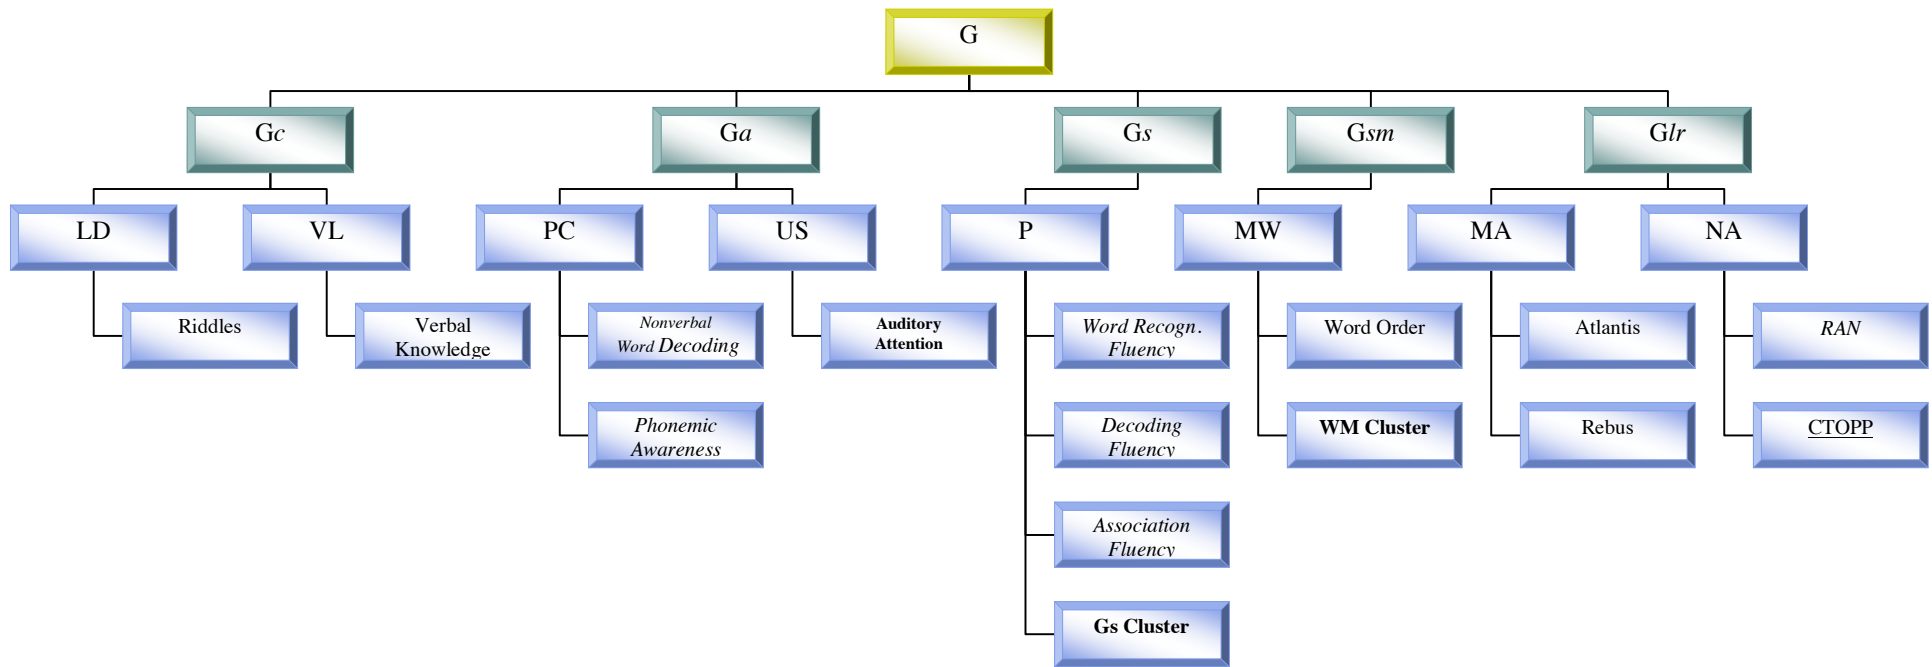 G
Gc
Ga
Gs
Gsm
Glr
LD
VL
PC
US
P
MW
MA
NA
Riddles
Verbal
Knowledge
Nonverbal
Word Decoding
Auditory
Attention
Word Recogn.
Fluency
Word Order
Atlantis
RAN
Phonemic
Awareness
Decoding
Fluency
WM Cluster
Rebus
CTOPP
Association
Fluency
Gs Cluster